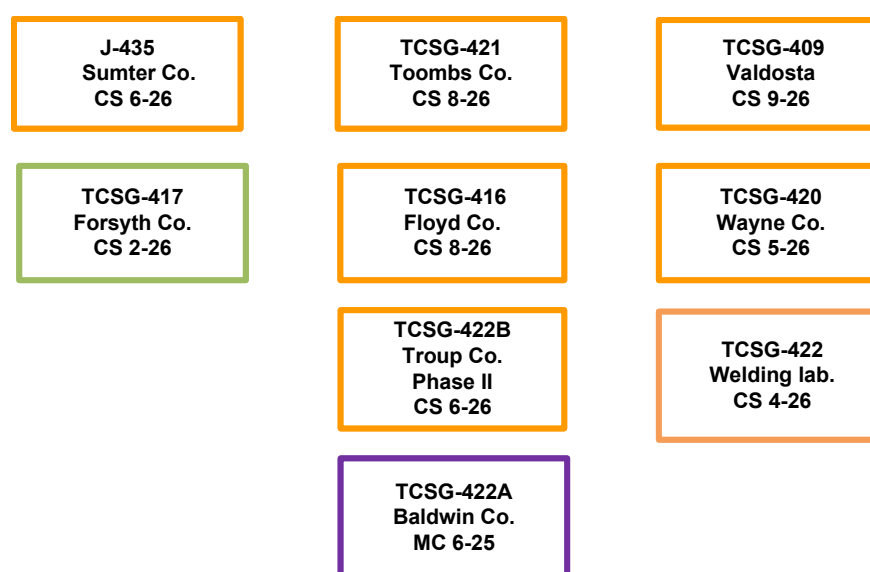 J-435
Sumter Co.
CS 6-26
TCSG-421
Toombs Co.
CS 8-26
TCSG-409
Valdosta
CS 9-26
TCSG-417
Forsyth Co.
CS 2-26
TCSG-416
Floyd Co.
CS 8-26
TCSG-420
Wayne Co.
CS 5-26
TCSG-422B
Troup Co.
Phase II
CS 6-26
TCSG-422
Welding lab.
CS 4-26
TCSG-422A
Baldwin Co.
MC 6-25